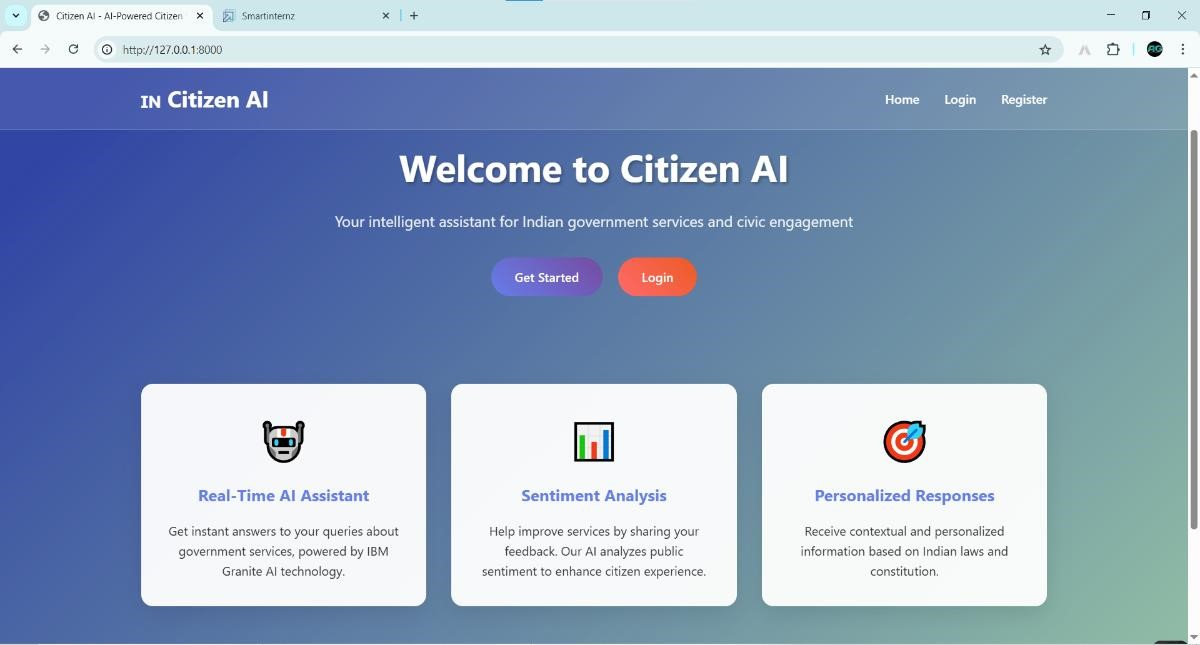 Citizen AI - AI-Powered Citizen
Smartinternz
http://127.0.0.1:8000
AG
IN Citizen AI
Home Login Register
Welcome to Citizen AI
Your intelligent assistant for Indian government services and civic engagement
Get Started Login
Real-Time AI Assistant
Get instant answers to your queries about
government services, powered by IBM
Granite AI technology.
Sentiment Analysis
Help improve services by sharing your
feedback. Our AI analyzes public
sentiment to enhance citizen experience.
Personalized Responses
Receive contextual and personalized
information based on Indian laws and
constitution.